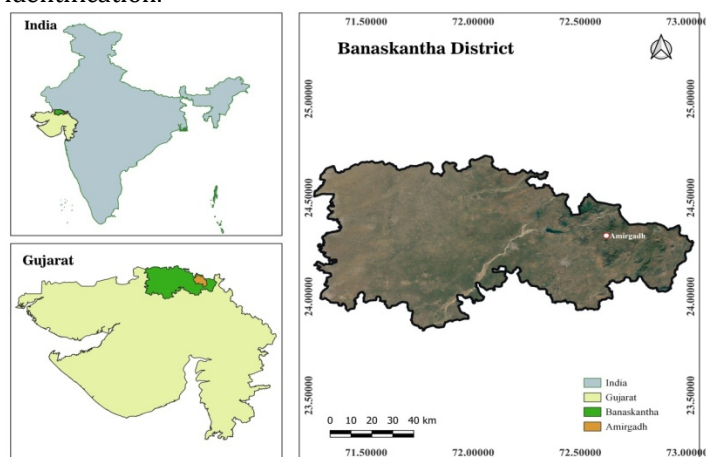 identification.
India
Gujarat
71.50000 72.00000 72.50000 73.00000
Banaskantha District
25.00000
24.50000
24.00000
23.50000
25.00000
24.50000
24.00000
23.50000
Amirgadh
India
Gujarat
Banaskantha
Amirgadh
0 10 20 30 40 km
71.50000 72.00000 72.50000 73.00000